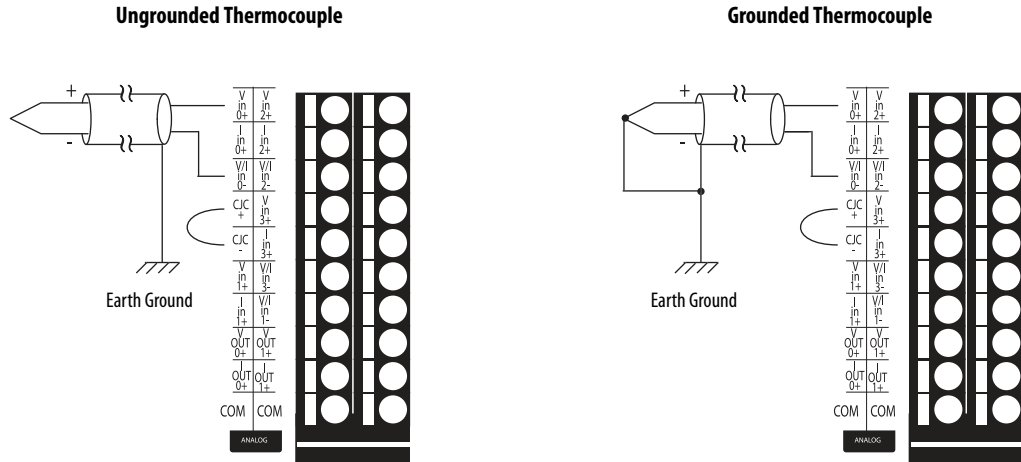 Ungrounded Thermocouple
+
-
Earth Ground
V in 0+
V in 2+
I in 0+
I in 2+
V/I in 0-
V/I in 2-
CJC +
V in 3+
CJC -
I in 3+
V in 1+
V/I in 3-
I in 1+
V/I in 1-
V OUT 0+
V OUT 1+
I OUT 0+
I OUT 1+
COM
COM
ANALOG
Grounded Thermocouple
+
-
Earth Ground
V in 0+
V in 2+
I in 0+
I in 2+
V/I in 0-
V/I in 2-
CJC +
V in 3+
CJC -
I in 3+
V in 1+
V/I in 3-
I in 1+
V/I in 1-
V OUT 0+
V OUT 1+
I OUT 0+
I OUT 1+
COM
COM
ANALOG